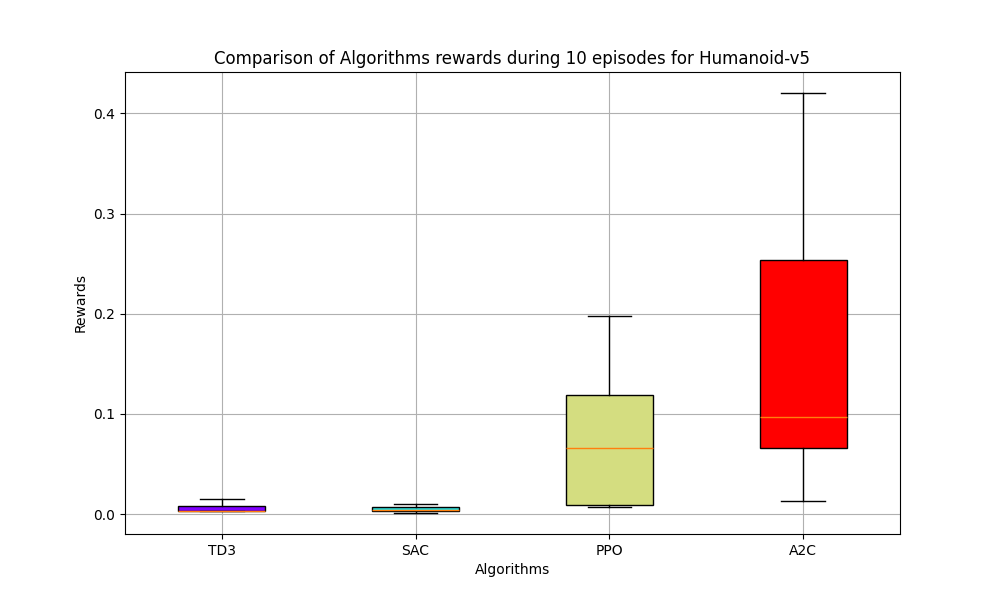 Comparison of Algorithms rewards during 10 episodes for Humanoid-v5
Rewards
0.4
0.3
0.2
0.1
0.0
TD3 SAC PPO A2C
Algorithms